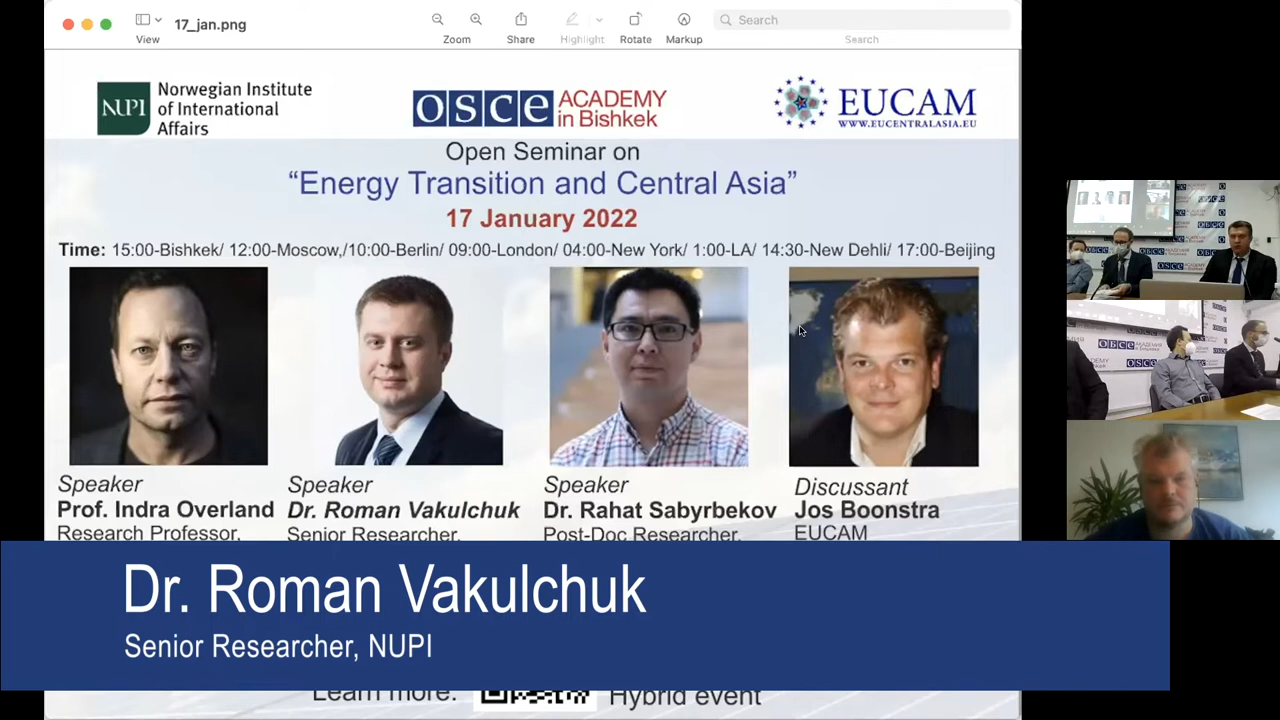 17_jan.png
View
Zoom
Share
Highlight
Rotate
Markup
Search
Search
NUPI
Norwegian Institute
of International
Affairs
OSCE ACADEMY
in Bishkek
EUCAM
WWW.EUCENTRALASIA.EU
Open Seminar on
“Energy Transition and Central Asia”
17 January 2022
Time: 15:00-Bishkek/ 12:00-Moscow,/10:00-Berlin/ 09:00-London/ 04:00-New York/ 1:00-LA/ 14:30-New Dehli/ 17:00-Beijing
Speaker
Prof. Indra Overland
Research Professor,
Speaker
Dr. Roman Vakulchuk
Senior Researcher,
Speaker
Dr. Rahat Sabyrbekov
Post-Doc Researcher,
Discussant
Jos Boonstra
EUCAM
Dr. Roman Vakulchuk
Senior Researcher, NUPI
Learn more:
Hybrid event